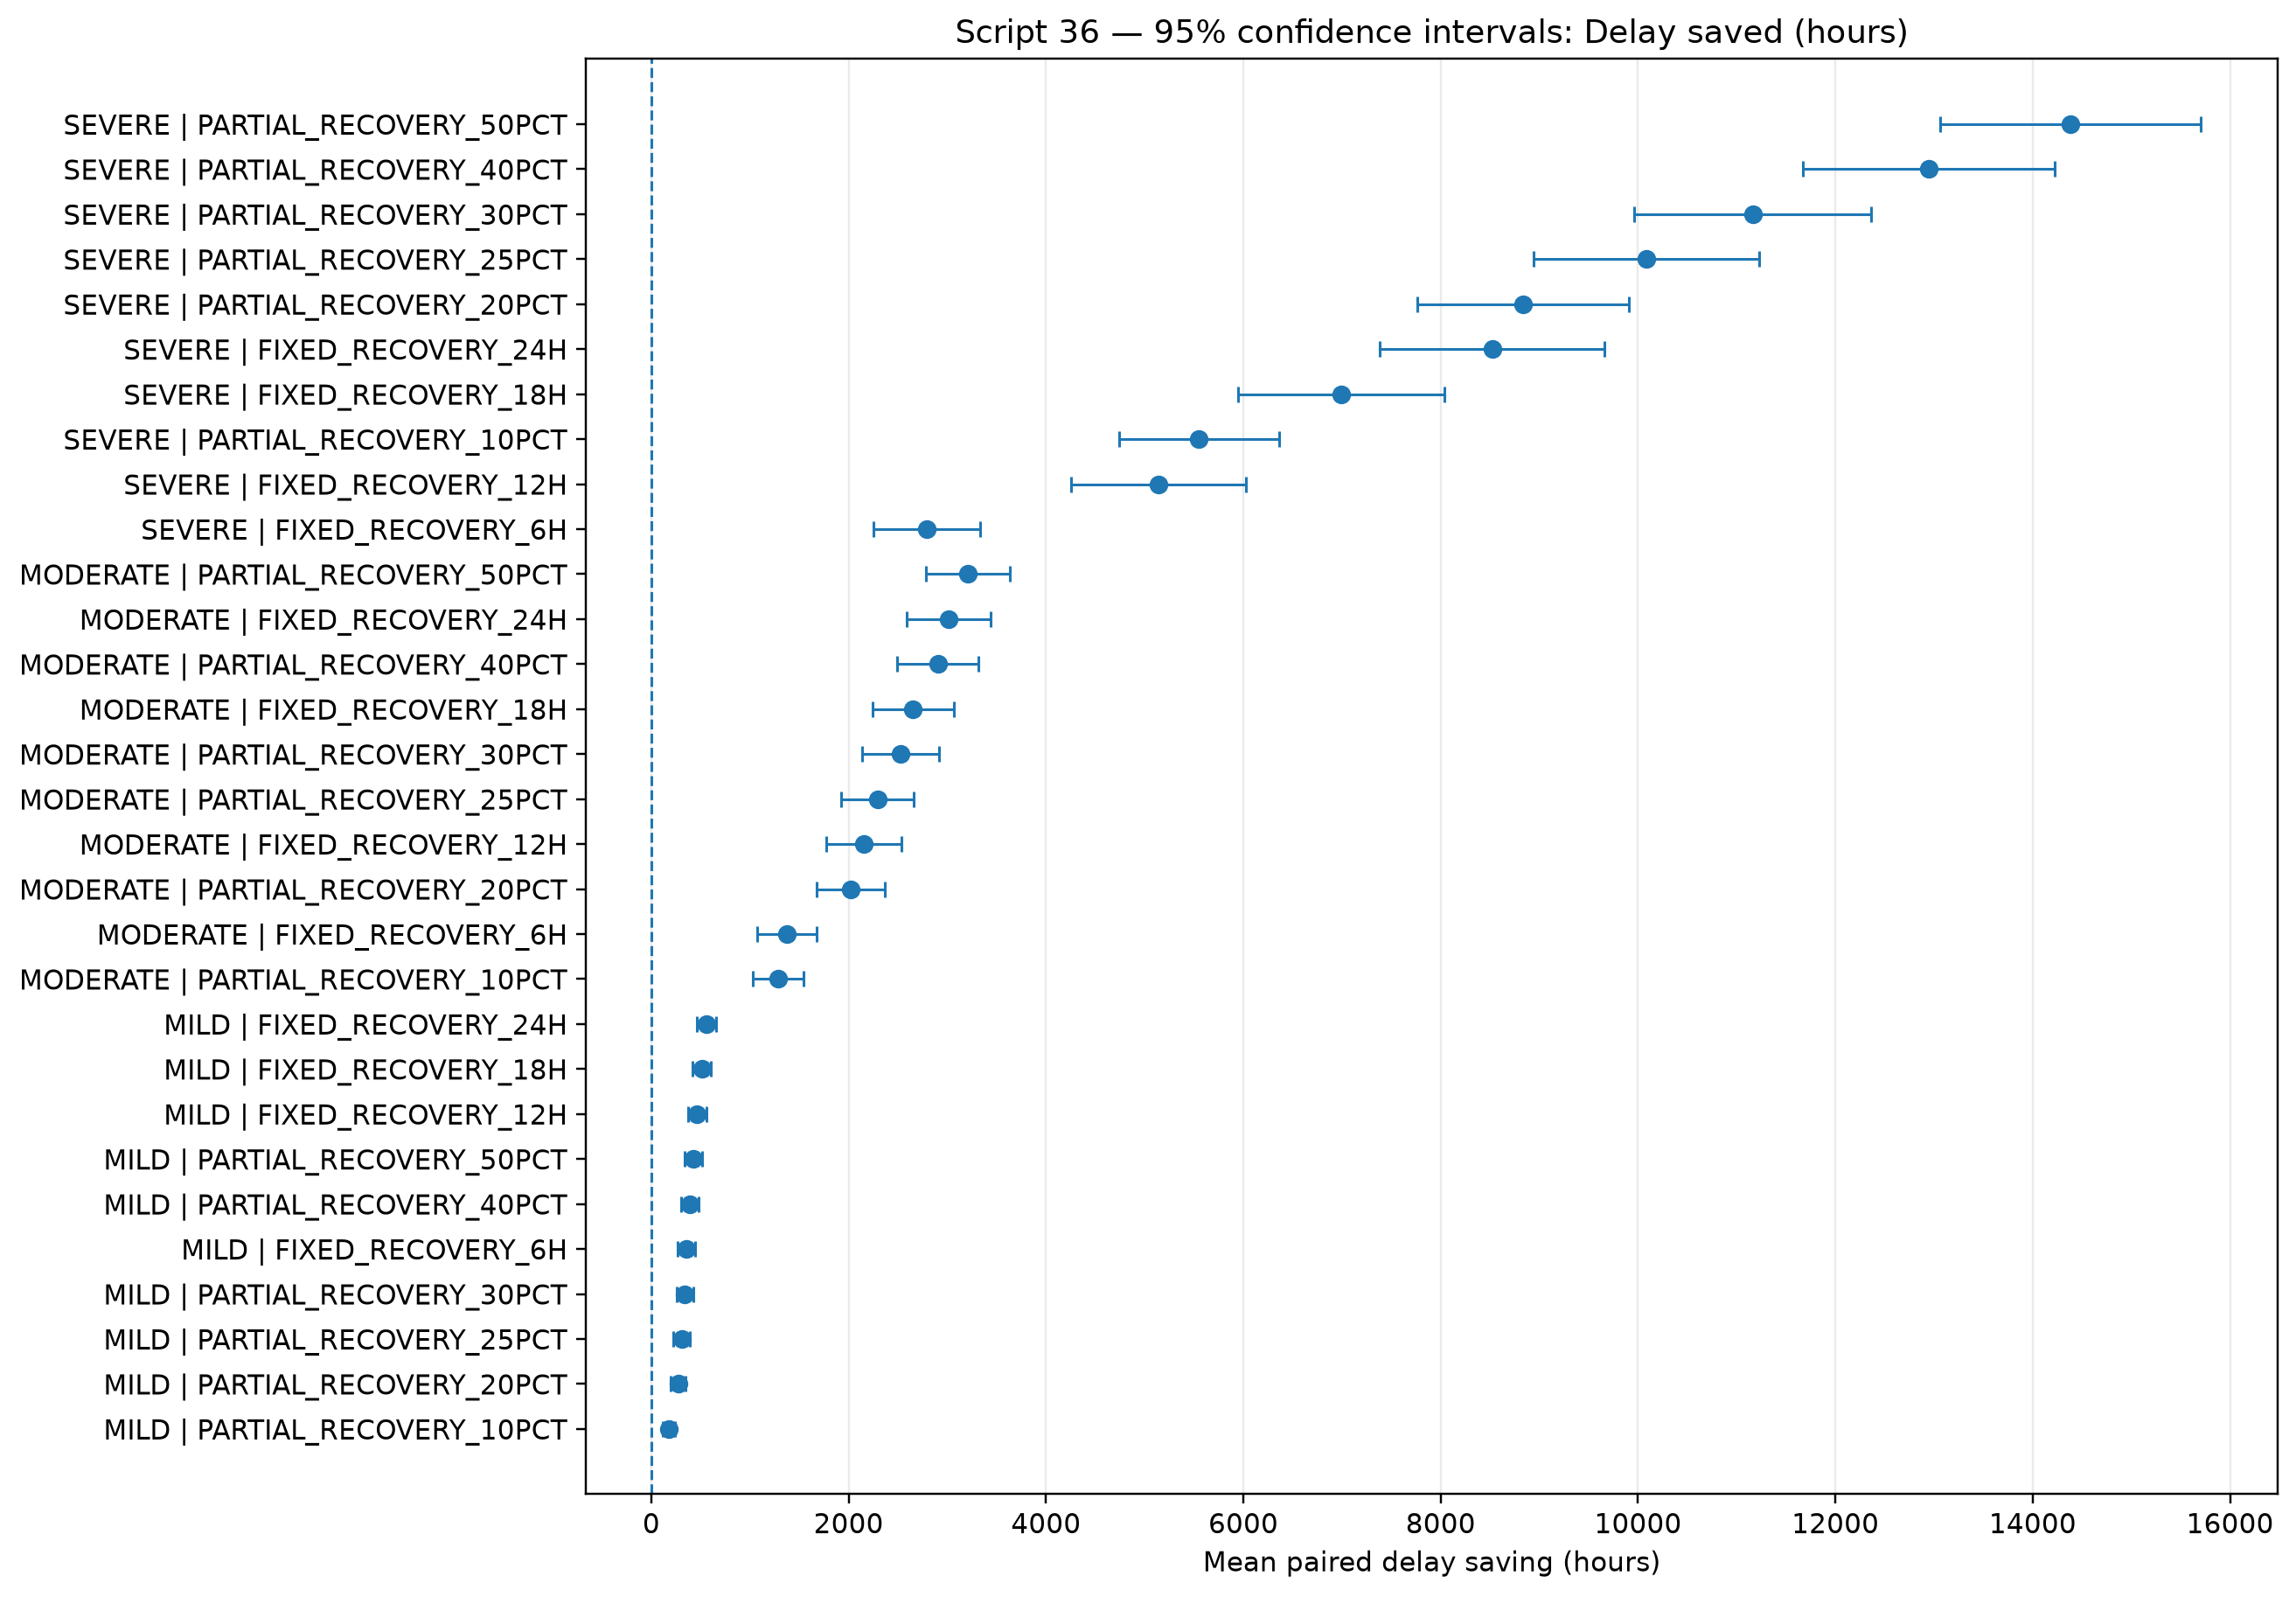 Script 36 — 95% confidence intervals: Delay saved (hours)
SEVERE | PARTIAL_RECOVERY_50PCT
SEVERE | PARTIAL_RECOVERY_40PCT
SEVERE | PARTIAL_RECOVERY_30PCT
SEVERE | PARTIAL_RECOVERY_25PCT
SEVERE | PARTIAL_RECOVERY_20PCT
SEVERE | FIXED_RECOVERY_24H
SEVERE | FIXED_RECOVERY_18H
SEVERE | PARTIAL_RECOVERY_10PCT
SEVERE | FIXED_RECOVERY_12H
SEVERE | FIXED_RECOVERY_6H
MODERATE | PARTIAL_RECOVERY_50PCT
MODERATE | FIXED_RECOVERY_24H
MODERATE | PARTIAL_RECOVERY_40PCT
MODERATE | FIXED_RECOVERY_18H
MODERATE | PARTIAL_RECOVERY_30PCT
MODERATE | PARTIAL_RECOVERY_25PCT
MODERATE | FIXED_RECOVERY_12H
MODERATE | PARTIAL_RECOVERY_20PCT
MODERATE | FIXED_RECOVERY_6H
MODERATE | PARTIAL_RECOVERY_10PCT
MILD | FIXED_RECOVERY_24H
MILD | FIXED_RECOVERY_18H
MILD | FIXED_RECOVERY_12H
MILD | PARTIAL_RECOVERY_50PCT
MILD | PARTIAL_RECOVERY_40PCT
MILD | FIXED_RECOVERY_6H
MILD | PARTIAL_RECOVERY_30PCT
MILD | PARTIAL_RECOVERY_25PCT
MILD | PARTIAL_RECOVERY_20PCT
MILD | PARTIAL_RECOVERY_10PCT
0 2000 4000 6000 8000 10000 12000 14000 16000
Mean paired delay saving (hours)